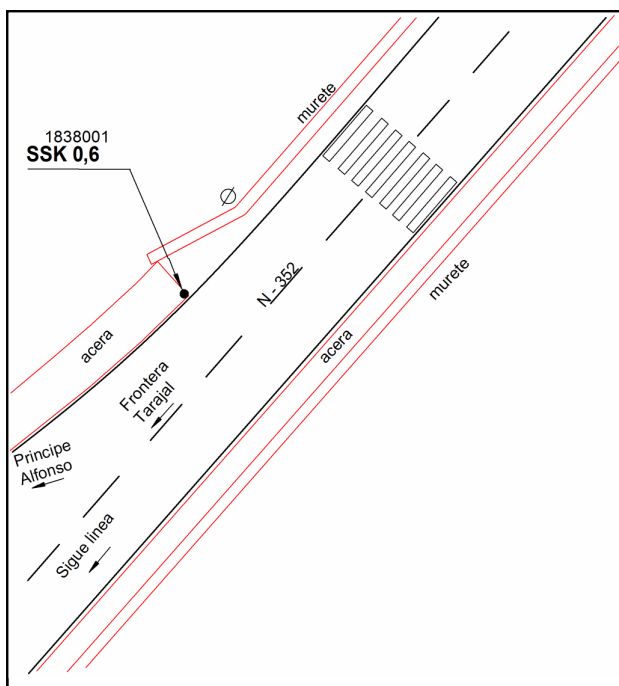 murete
1838001
SSK 0,6
N - 352
murete
acera
acera
Frontera
Tarajal
Principe
Alfonso
Sigue linea